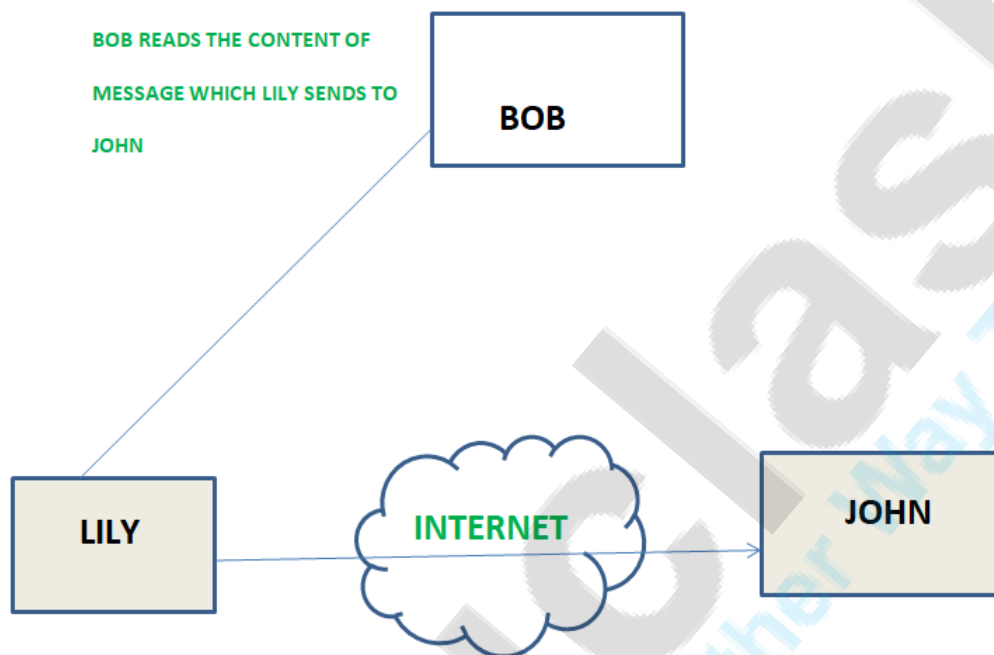 BOB READS THE CONTENT OF
MESSAGE WHICH LILY SENDS TO
JOHN
BOB
LILY
INTERNET
JOHN